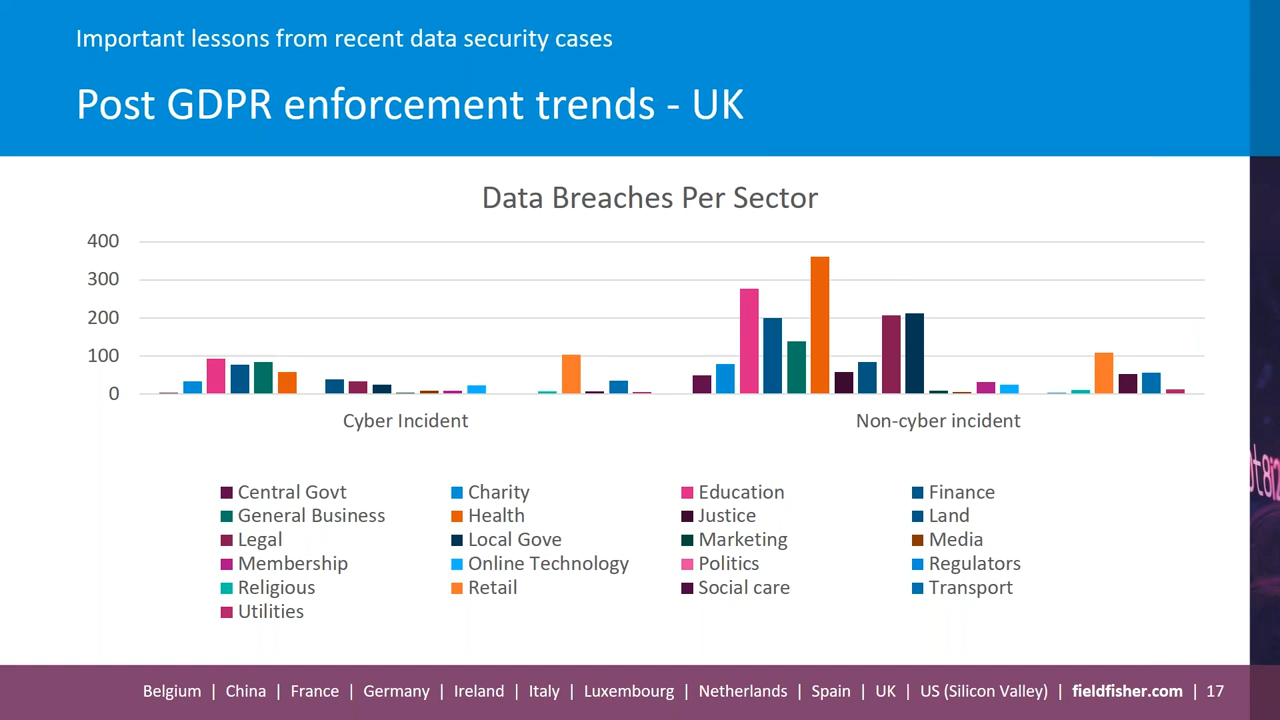 Important lessons from recent data security cases
Post GDPR enforcement trends - UK
Data Breaches Per Sector
400
300
200
100
0
Cyber Incident
Non-cyber incident
Central Govt
Charity
Education
Finance
General Business
Health
Justice
Land
Legal
Local Gove
Marketing
Media
Membership
Online Technology
Politics
Regulators
Religious
Retail
Social care
Transport
Utilities
Belgium | China | France | Germany | Ireland | Italy | Luxembourg | Netherlands | Spain | UK | US (Silicon Valley) | fieldfisher.com | 17